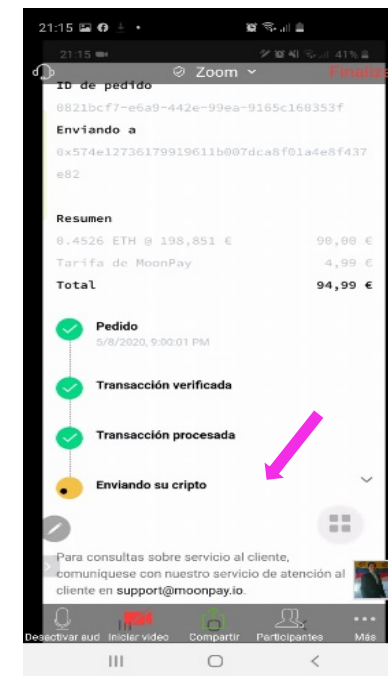 21:15
21:15 41%
Zoom Finaliza
ID de pedido
0821bcf7-e6a9-442e-99ea-9165c168353f
Enviando a
0x574e12736179919611b007dca8f01a4e8f437
e82
Resumen
0.4526 ETH @ 198,851 € 90,00 €
Tarifa de MoonPay 4,99 €
Total 94,99 €
Pedido
5/8/2020, 9:00:01 PM
Transacción verificada
Transacción procesada
Enviando su cripto
Para consultas sobre servicio al cliente,
comuníquese con nuestro servicio de atención al
cliente en support@moonpay.io.
Desactivar aud Iniciar video Compartir Participantes Más